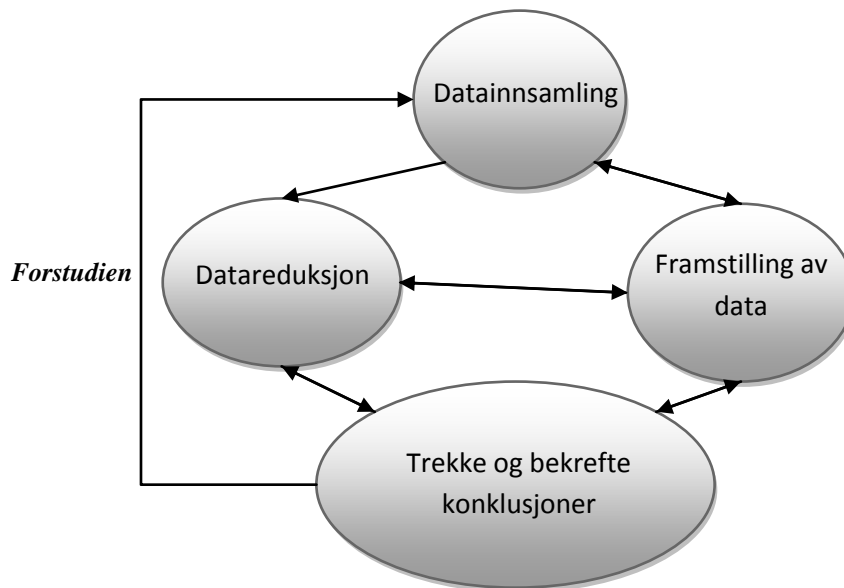 Datainnsamling
Forstudien
Datareduksjon
Framstilling av
data
Trekke og bekrefte
konklusjoner